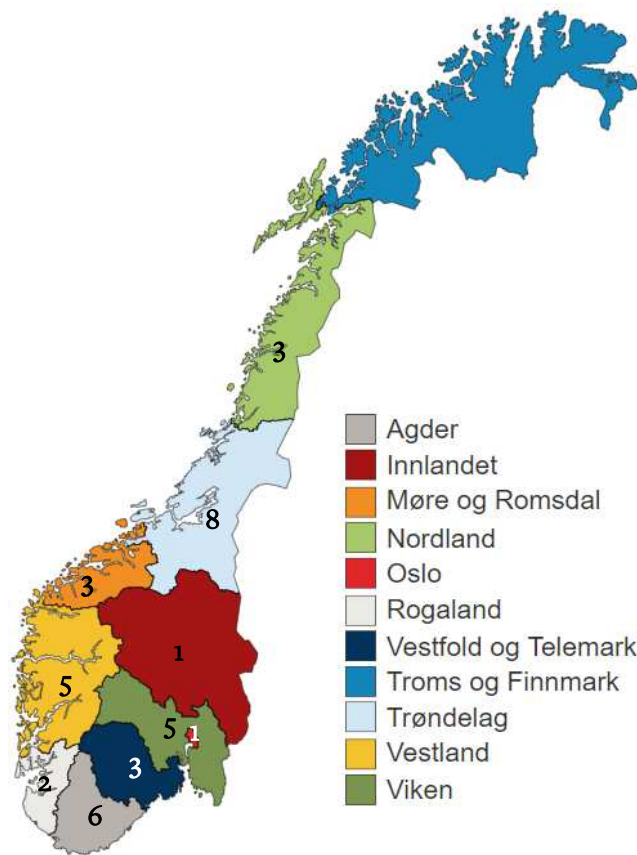 3
8
3
1
5
5
1
3
2
6
Agder
Innlandet
Møre og Romsdal
Nordland
Oslo
Rogaland
Vestfold og Telemark
Troms og Finnmark
Trøndelag
Vestland
Viken